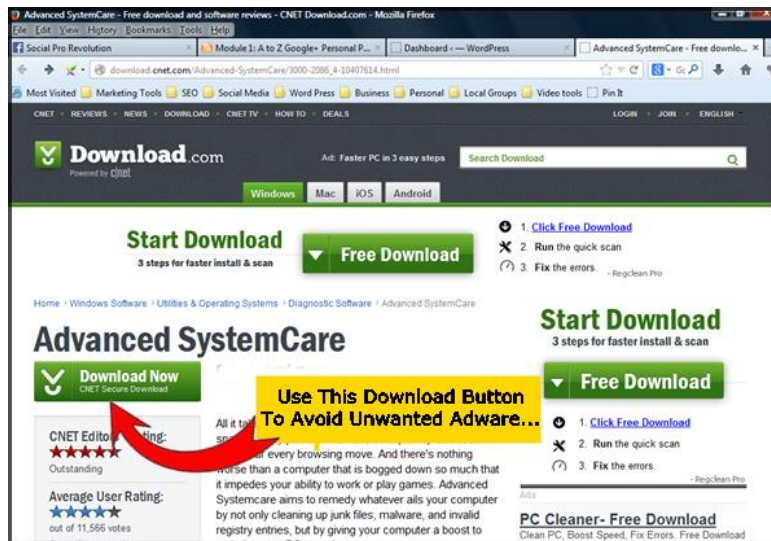 Advanced SystemCare - Free download and software reviews - CNET Download.com - Mozilla Firefox
File Edit View History Bookmarks Tools Help
Social Pro Revolution
Module 1: A to Z Google+ Personal P...
Dashboard ‹ — WordPress
Advanced SystemCare - Free downlo...
download.cnet.com/Advanced-SystemCare/3000-2086_4-10407614.html
Most Visited Marketing Tools SEO Social Media Word Press Business Personal Local Groups Video tools Pin It
CNET REVIEWS NEWS DOWNLOAD CNET TV HOW TO DEALS
LOGIN JOIN ENGLISH
Download.com
Powered by c|net
Ad: Faster PC in 3 easy steps
Search Download
Windows Mac iOS Android
Start Download
3 steps for faster install & scan
Free Download
1. Click Free Download
2. Run the quick scan
3. Fix the errors.
- Regclean Pro
Home Windows Software Utilities & Operating Systems Diagnostic Software Advanced SystemCare
Advanced SystemCare
Download Now
CNET Secure Download
Use This Download Button
To Avoid Unwanted Adware...
CNET Editors' Rating:
Outstanding
Average User Rating:
out of 11,566 votes
All it
every browsing move. And there's nothing
worse than a computer that is bogged down so much that
it impedes your ability to work or play games. Advanced
Systemcare aims to remedy whatever ails your computer
by not only cleaning up junk files, malware, and invalid
registry entries, but by giving your computer a boost to
Start Download
3 steps for faster install & scan
Free Download
1. Click Free Download
2. Run the quick scan
3. Fix the errors.
- Regclean Pro
Ads
PC Cleaner- Free Download
Clean PC, Boost Speed, Fix Errors. Free Download